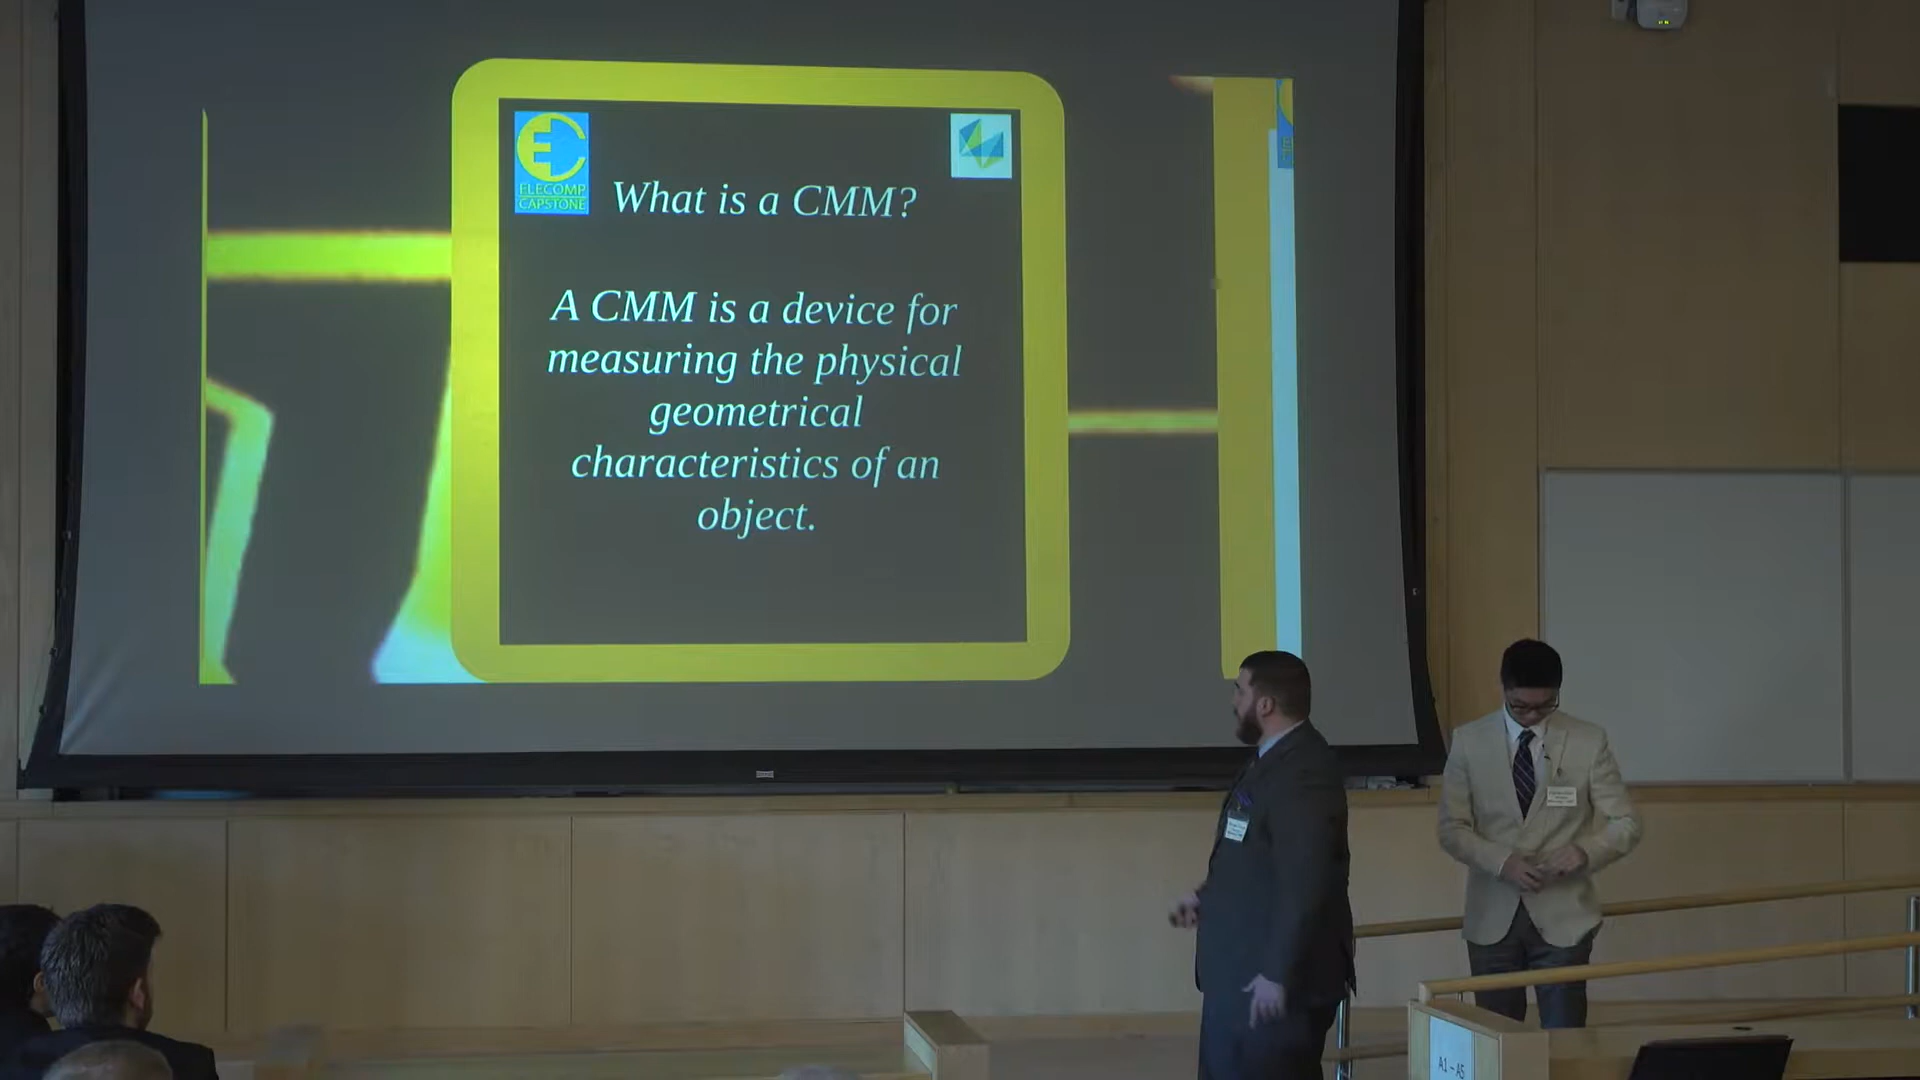 ELECOMP
CAPSTONE
What is a CMM?
A CMM is a device for
measuring the physical
geometrical
characteristics of an
object.
A1 – A5